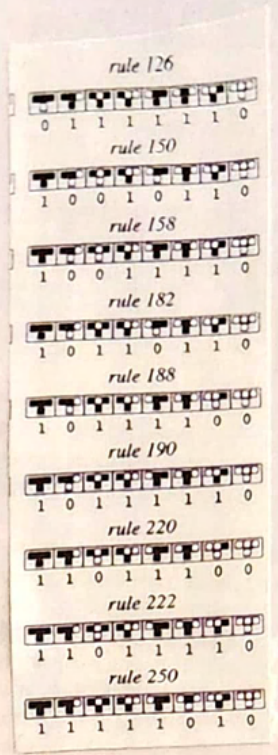 rule 126
0 1 1 1 1 1 1 0
rule 150
1 0 0 1 0 1 1 0
rule 158
1 0 0 1 1 1 1 0
rule 182
1 0 1 1 0 1 1 0
rule 188
1 0 1 1 1 1 0 0
rule 190
1 0 1 1 1 1 1 0
rule 220
1 1 0 1 1 1 0 0
rule 222
1 1 0 1 1 1 1 0
rule 250
1 1 1 1 1 0 1 0